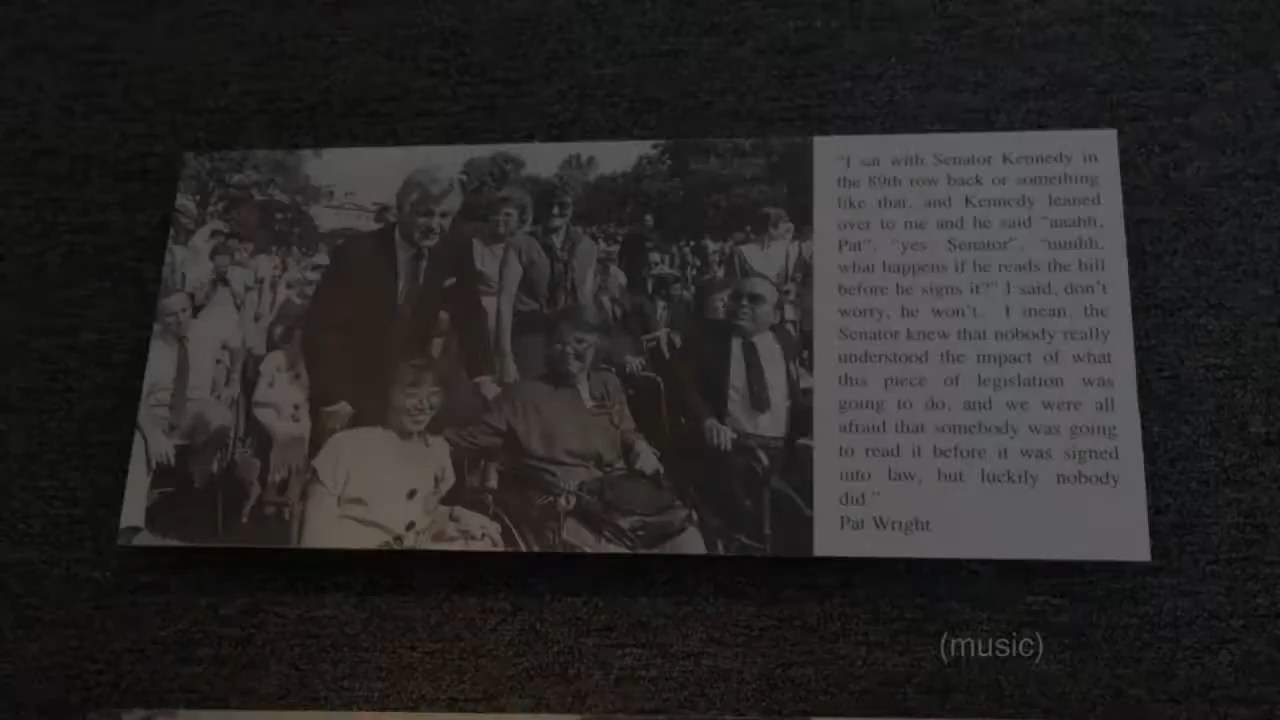 "I sat with Senator Kennedy in
the 89th row back or something
like that, and Kennedy leaned
over to me and he said "uuuhh,
Pat", "yes Senator", "uuuhh,
what happens if he reads the bill
before he signs it?" I said, don't
worry, he won't. I mean, the
Senator knew that nobody really
understood the impact of what
this piece of legislation was
going to do, and we were all
afraid that somebody was going
to read it before it was signed
into law, but luckily nobody
did."
Pat Wright
(music)